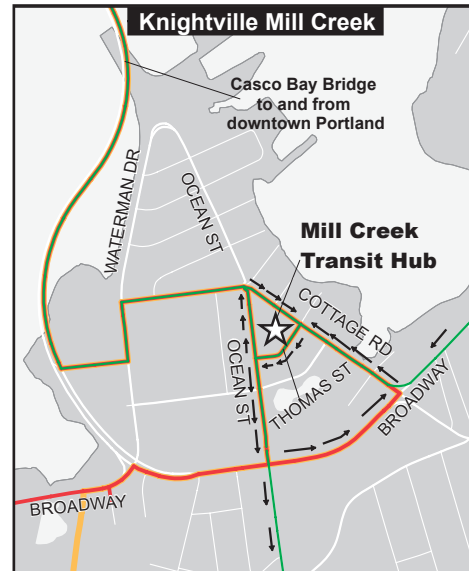 Knightville Mill Creek
Casco Bay Bridge
to and from
downtown Portland
WATERMAN DR
OCEAN ST
Mill Creek
Transit Hub
COTTAGE RD
OCEAN ST
THOMAS ST
BROADWAY
BROADWAY